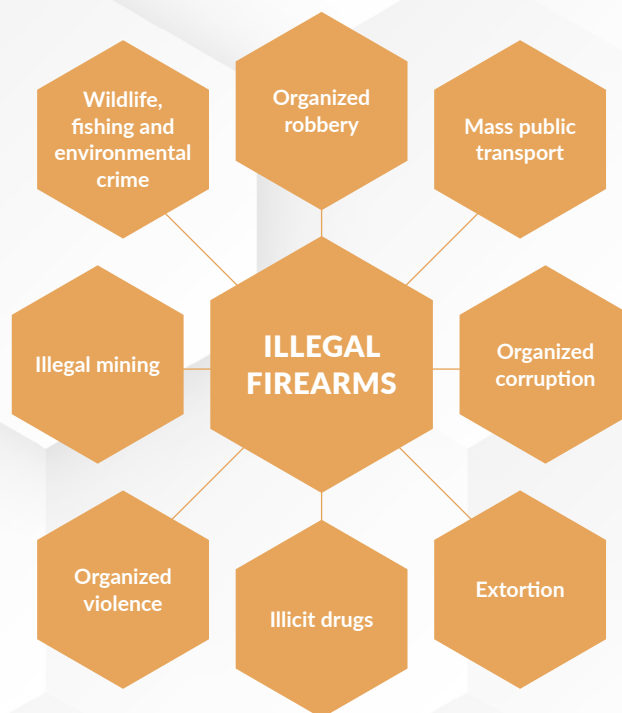 Wildlife,
fishing and
environmental
crime
Organized
robbery
Mass public
transport
Illegal mining
ILLEGAL
FIREARMS
Organized
corruption
Organized
violence
Illicit drugs
Extortion